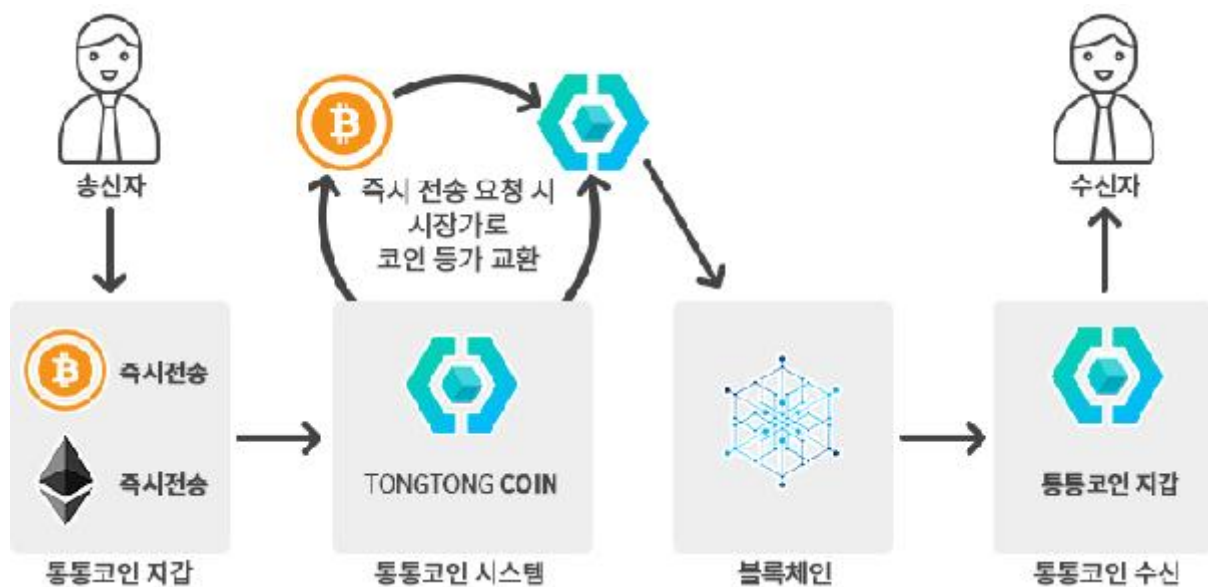 송신자
수신자
즉시 전송 요청 시
시장가로
코인 등가 교환
즉시전송
즉시전송
TONGTONG COIN
통통코인 지갑
통통코인 지갑
통통코인 시스템
블록체인
통통코인 수신